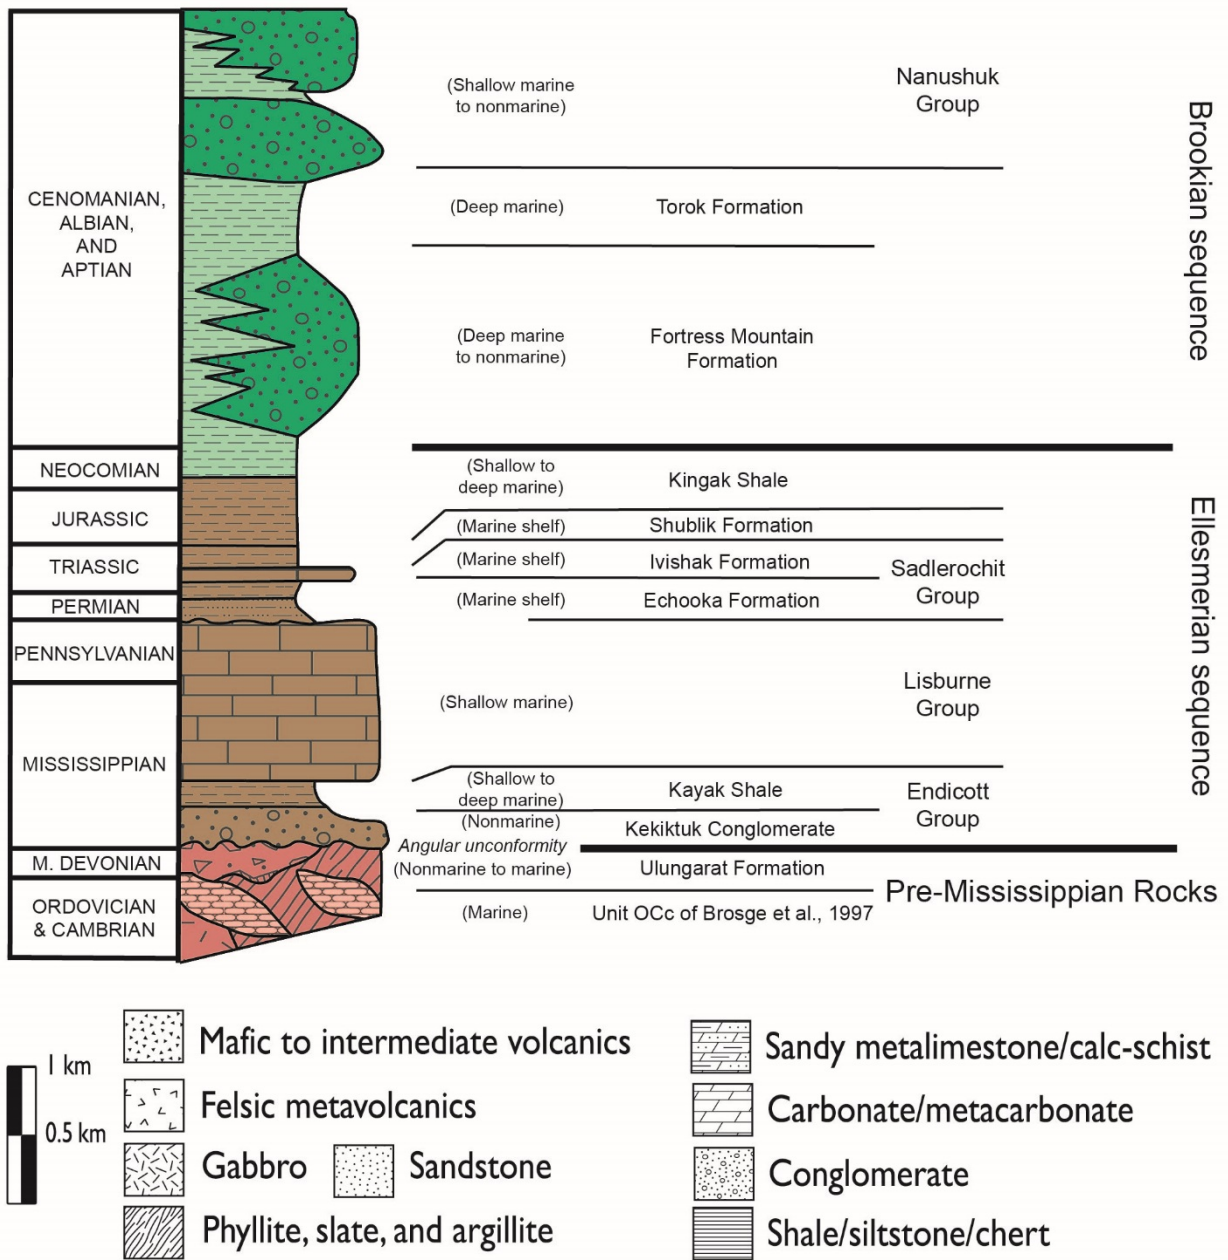 CENOMANIAN,
ALBIAN,
AND
APTIAN
NEOCOMIAN
JURASSIC
TRIASSIC
PERMIAN
PENNSYLVANIAN
MISSISSIPPIAN
M. DEVONIAN
ORDOVICIAN
& CAMBRIAN
(Shallow marine
to nonmarine)
Nanushuk
Group
(Deep marine)
Torok Formation
(Deep marine
to nonmarine)
Fortress Mountain
Formation
Brookian sequence
(Shallow to
deep marine)
Kingak Shale
(Marine shelf)
Shublik Formation
(Marine shelf)
Ivishak Formation
(Marine shelf)
Echooka Formation
Sadlerochit
Group
(Shallow marine)
Lisburne
Group
(Shallow to
deep marine)
Kayak Shale
(Nonmarine)
Kekiktuk Conglomerate
Endicott
Group
Ellesmerian sequence
Angular unconformity
(Nonmarine to marine)
Ulungarat Formation
(Marine)
Unit OCc of Brosge et al., 1997
Pre-Mississippian Rocks
1 km
0.5 km
Mafic to intermediate volcanics
Felsic metavolcanics
Gabbro
Sandstone
Phyllite, slate, and argillite
Sandy metalimestone/calc-schist
Carbonate/metacarbonate
Conglomerate
Shale/siltstone/chert